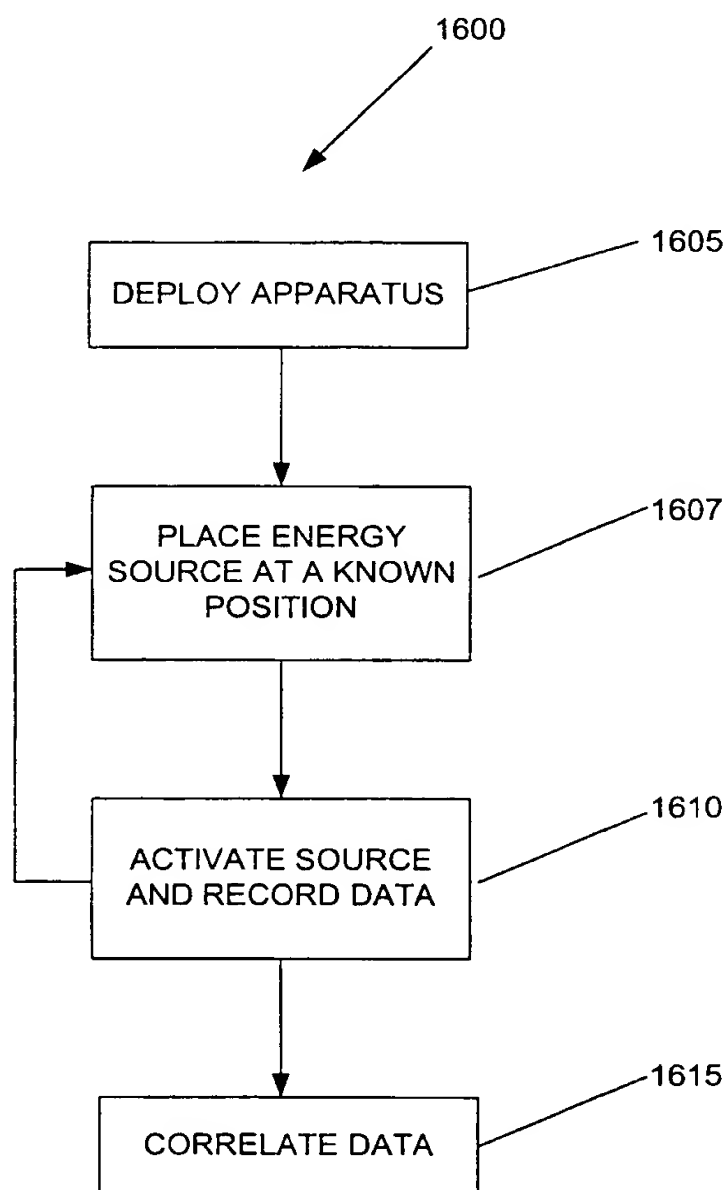 1600
DEPLOY APPARATUS
1605
PLACE ENERGY
SOURCE AT A KNOWN
POSITION
1607
ACTIVATE SOURCE
AND RECORD DATA
1610
CORRELATE DATA
1615